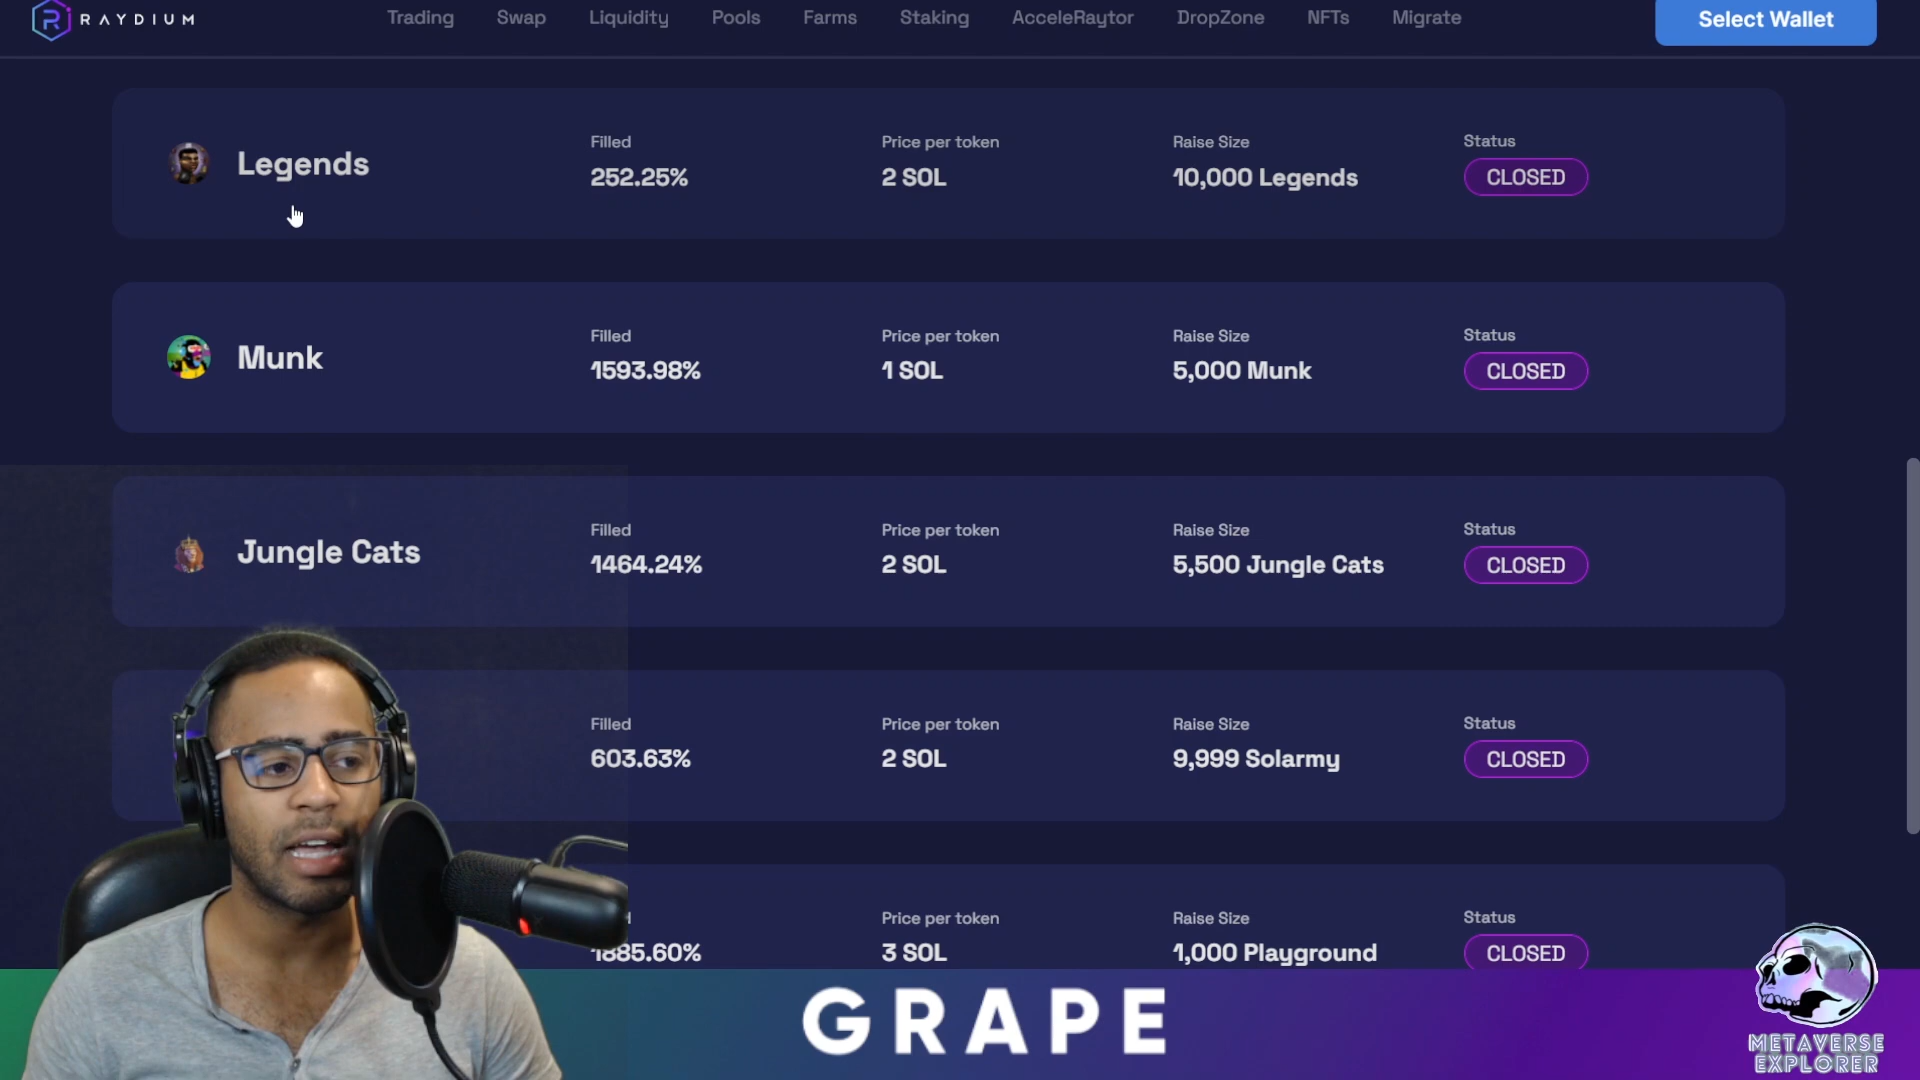 RAYDIUM Trading Swap Liquidity Pools Farms Staking AcceleRaytor DropZone NFTs Migrate Select Wallet
Filled Price per token Raise Size Status
Legends 252.25% 2 SOL 10,000 Legends CLOSED
Filled Price per token Raise Size Status
Munk 1593.98% 1 SOL 5,000 Munk CLOSED
Filled Price per token Raise Size Status
Jungle Cats 1464.24% 2 SOL 5,500 Jungle Cats CLOSED
Filled Price per token Raise Size Status
603.63% 2 SOL 9,999 Solarmy CLOSED
Price per token Raise Size Status
1885.60% 3 SOL 1,000 Playground CLOSED
GRAPE
METAVERSE
EXPLORER